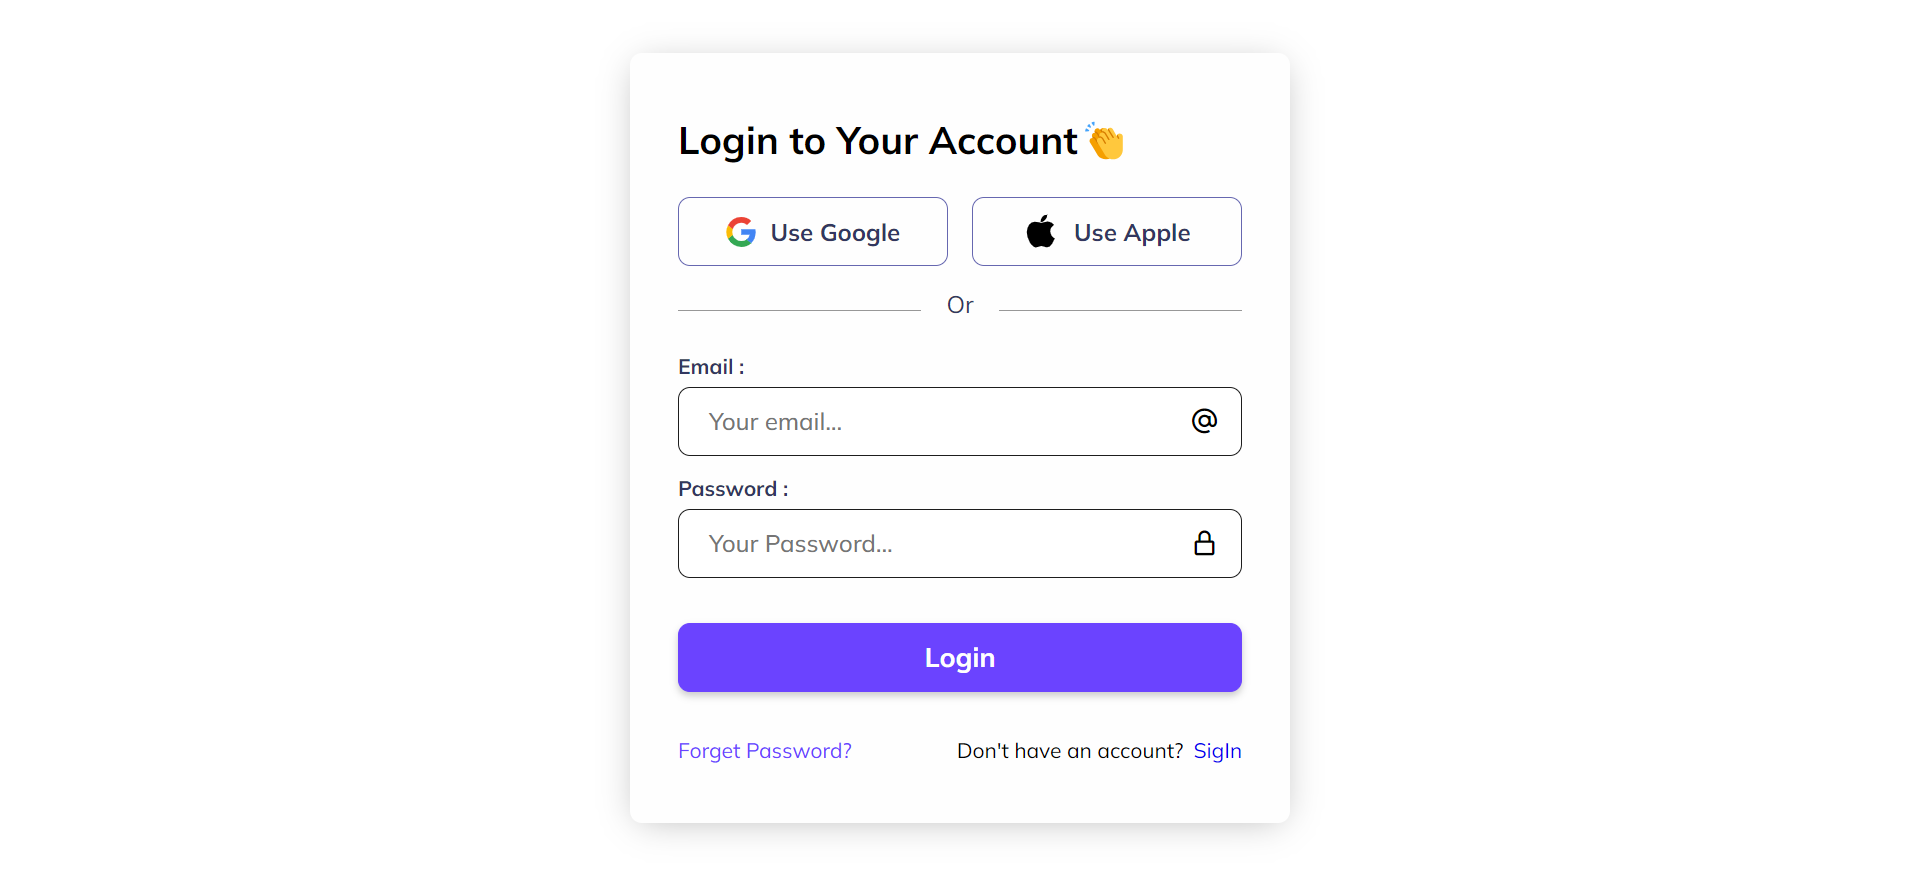 Login to Your Account👏
Use Google
Use Apple
Or
Email :
Your email...
@
Password :
Your Password...
Login
Forget Password?
Don't have an account? SigIn